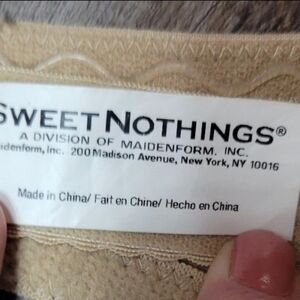 SWEET NOTHINGS®
A DIVISION OF MAIDENFORM, INC.
idenform, Inc. 200 Madison Avenue, New York, NY 10016
Made in China/ Fait en Chine/ Hecho en China